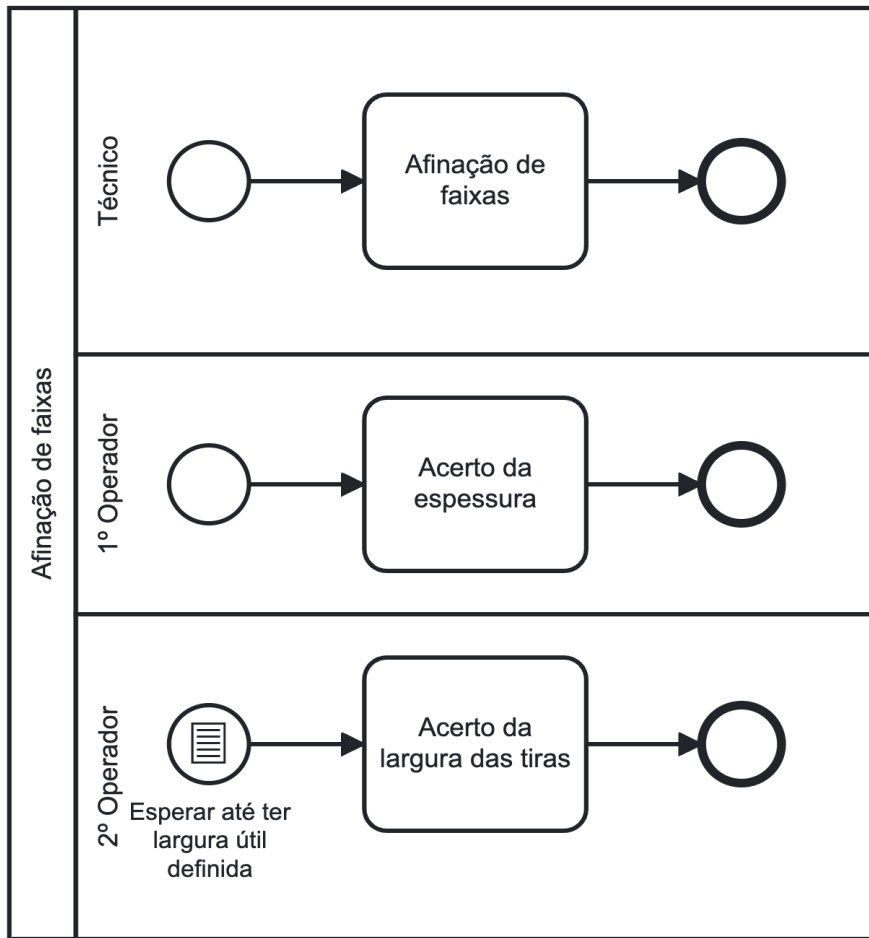 Afinação de faixas
Técnico
Afinação de
faixas
1º Operador
Acerto da
espessura
2º Operador
Esperar até ter
largura útil
definida
Acerto da
largura das tiras